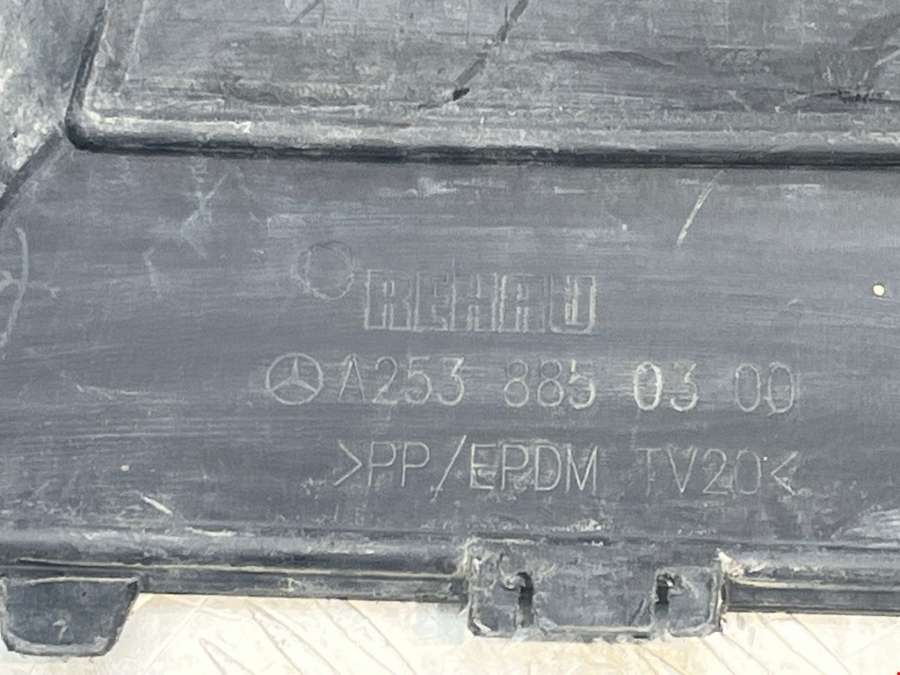 REHAU
A253 885 03 00
>PP/EPDM TV20<